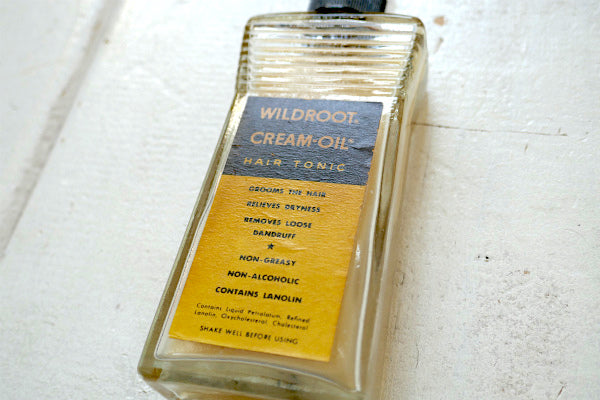 WILDROOT
CREAM-OIL
HAIR TONIC
GROOMS THE HAIR
RELIEVES DRYNESS
REMOVES LOOSE
DANDRUFF
★
NON-GREASY
NON-ALCOHOLIC
CONTAINS LANOLIN
Contains Liquid Petrolatum, Refined
Lanolin, Oxycholesterol, Cholesterol
SHAKE WELL BEFORE USING